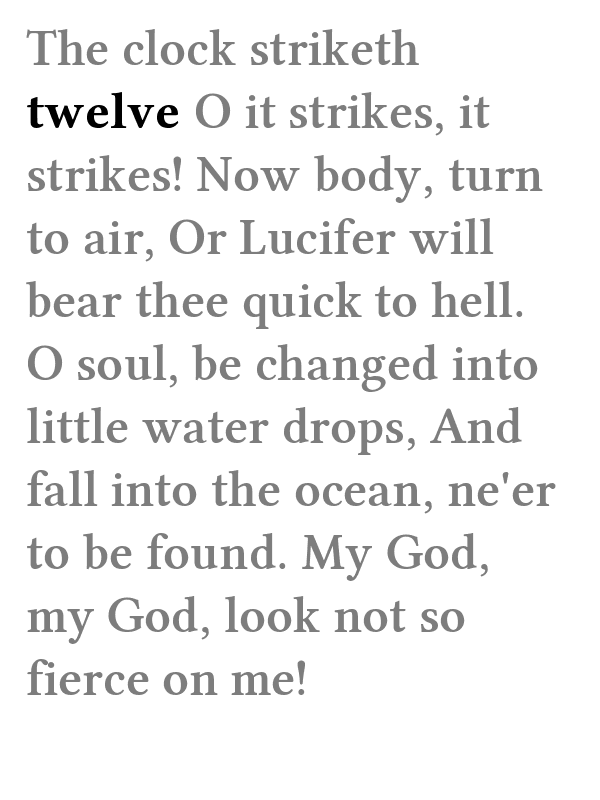 The clock striketh
twelve O it strikes, it
strikes! Now body, turn
to air, Or Lucifer will
bear thee quick to hell.
O soul, be changed into
little water drops, And
fall into the ocean, ne'er
to be found. My God,
my God, look not so
fierce on me!